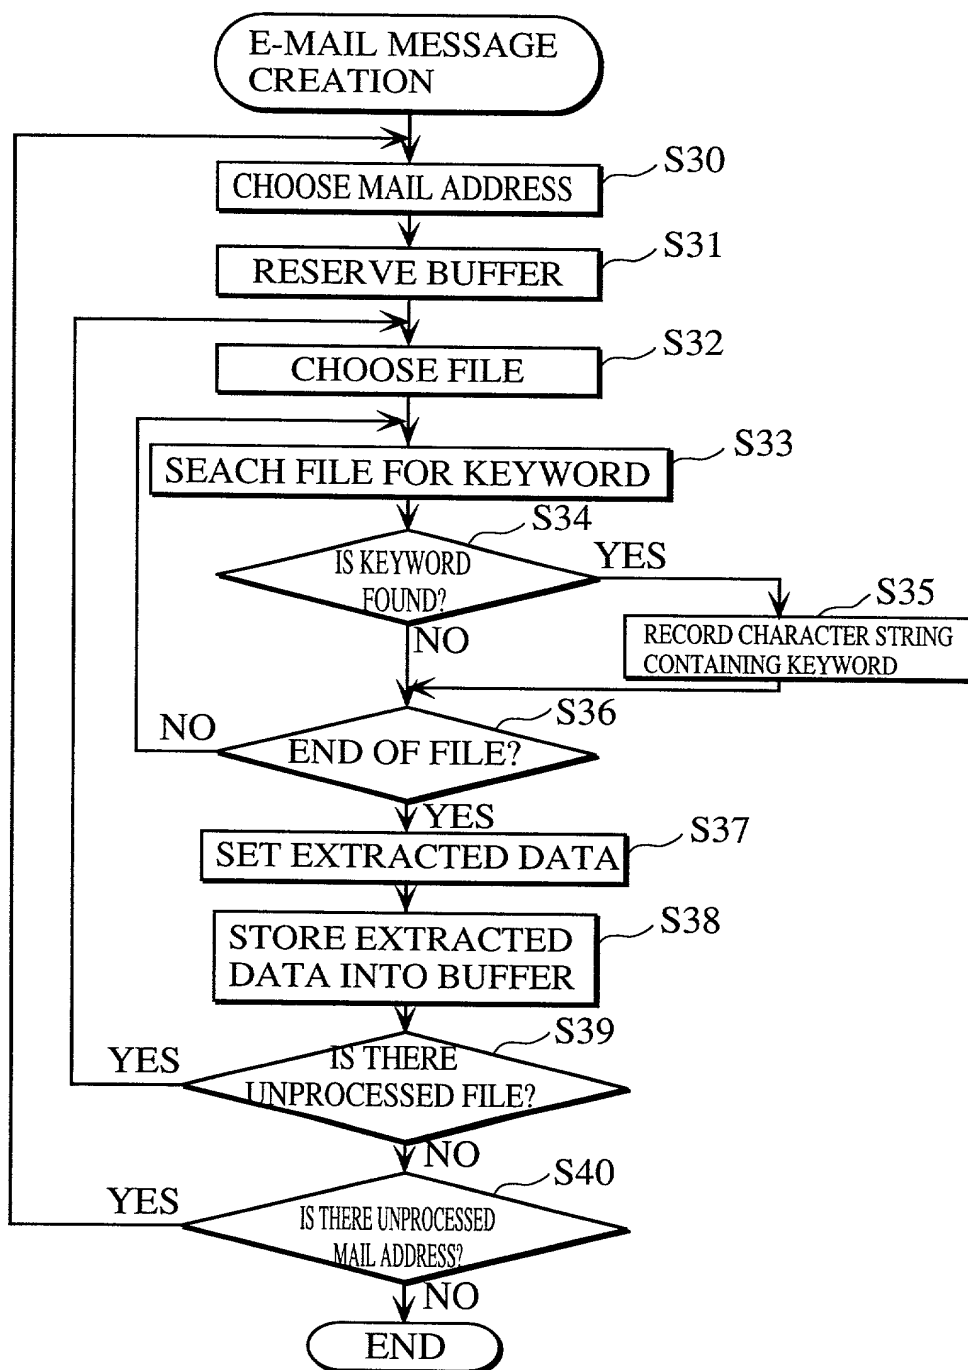 E-MAIL MESSAGE
CREATION
S30
CHOOSE MAIL ADDRESS
S31
RESERVE BUFFER
S32
CHOOSE FILE
S33
SEACH FILE FOR KEYWORD
S34
IS KEYWORD
FOUND?
YES
NO
S35
RECORD CHARACTER STRING
CONTAINING KEYWORD
S36
END OF FILE?
NO
YES
S37
SET EXTRACTED DATA
S38
STORE EXTRACTED
DATA INTO BUFFER
S39
IS THERE
UNPROCESSED FILE?
YES
NO
S40
IS THERE UNPROCESSED
MAIL ADDRESS?
YES
NO
END